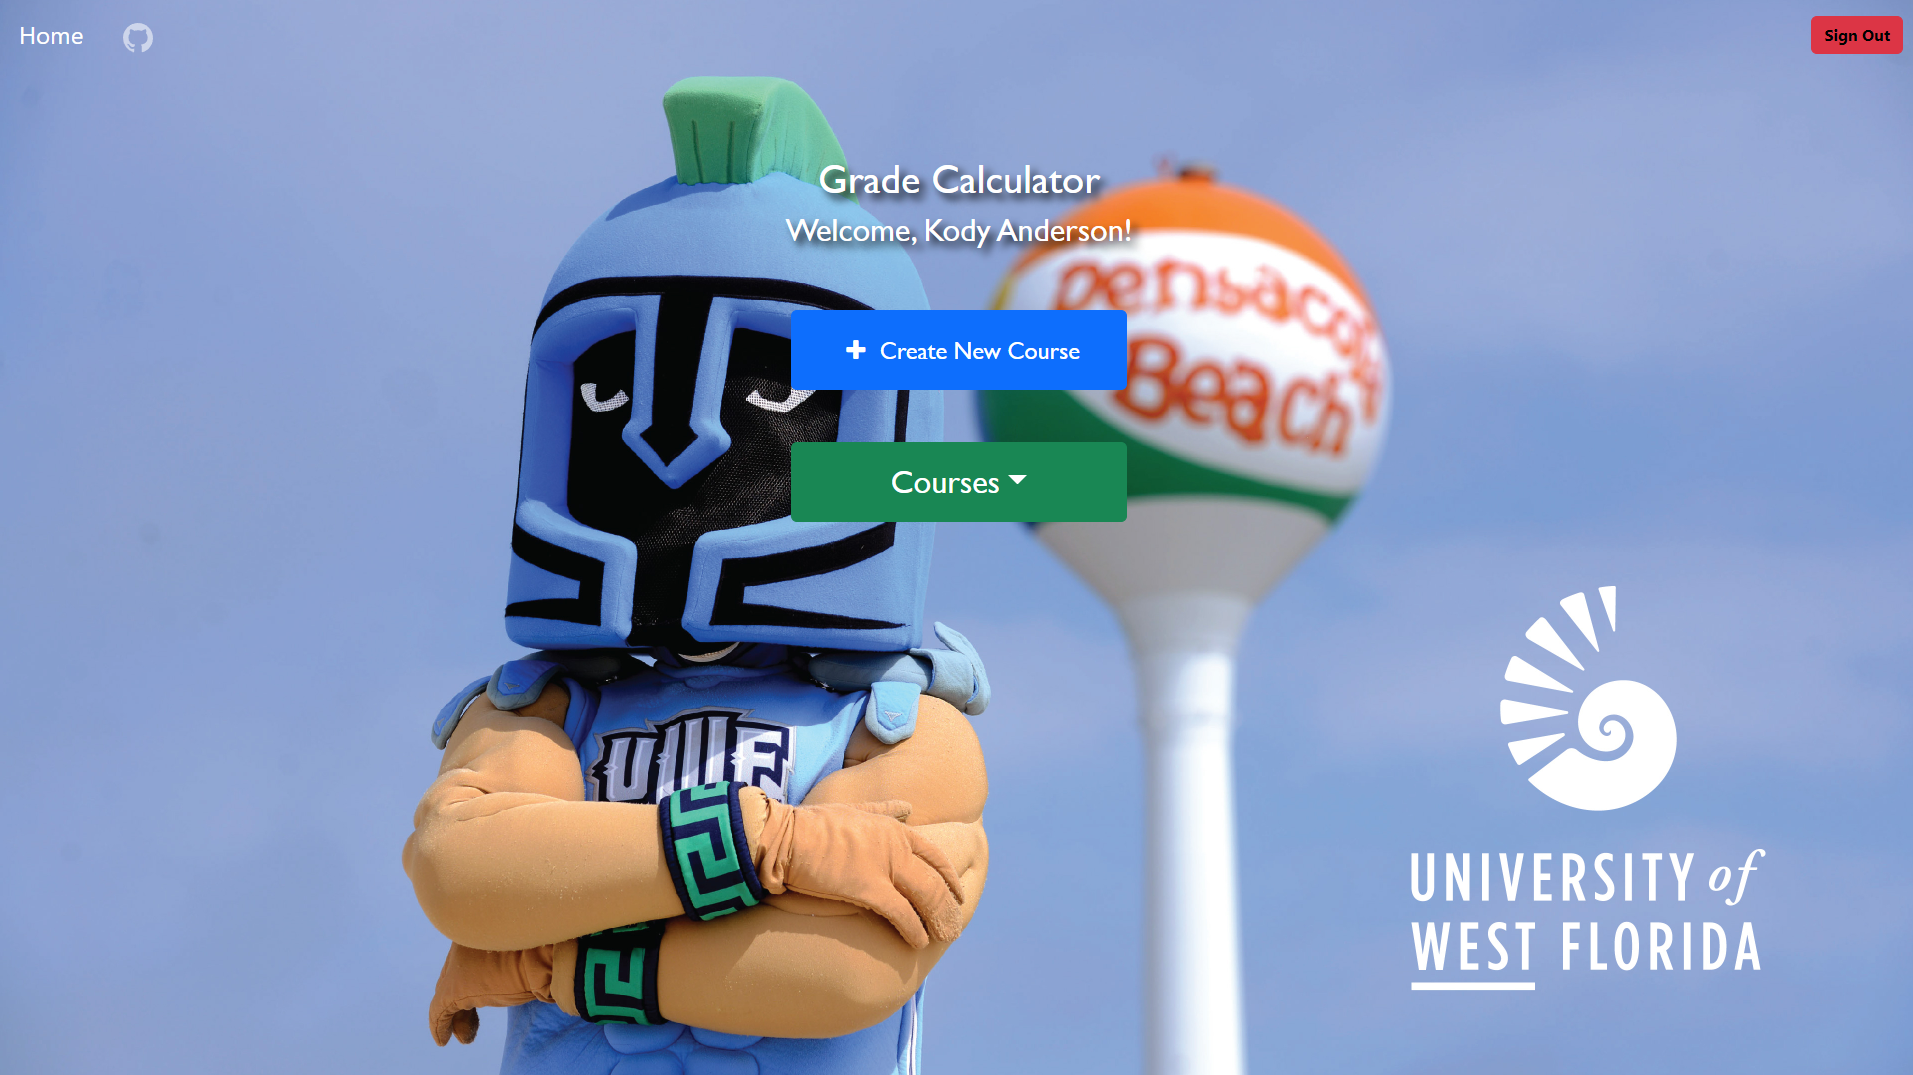 Home
Sign Out
Grade Calculator
Welcome, Kody Anderson!
Create New Course
Courses
Pensacola
Beach
UWF
UNIVERSITY of
WEST FLORIDA